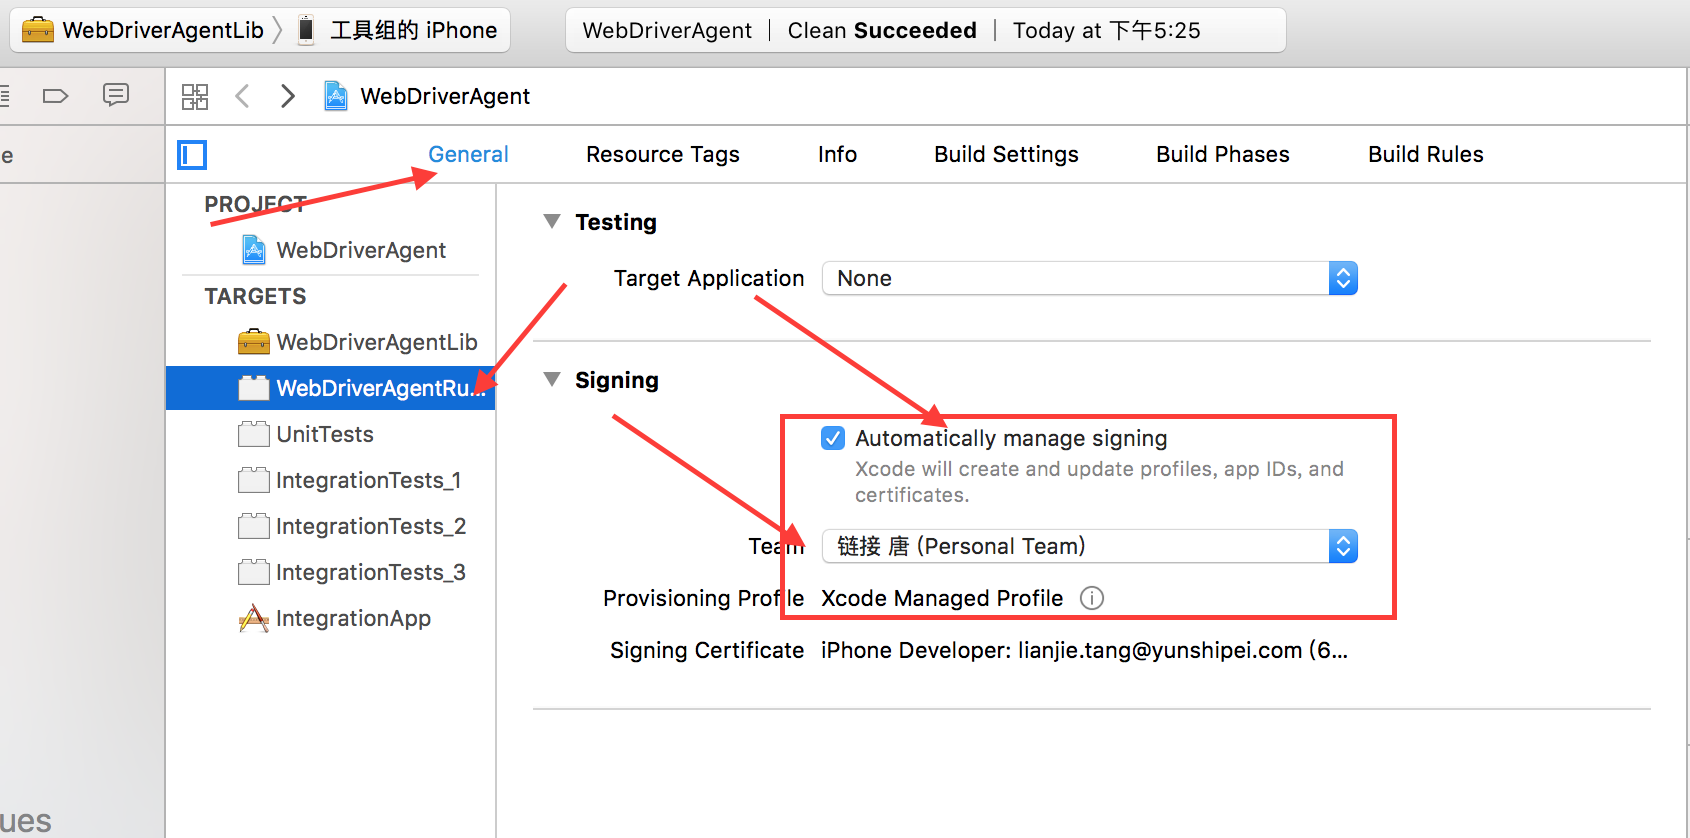 WebDriverAgentLib 工具组的 iPhone
WebDriverAgent Clean Succeeded Today at 下午5:25
WebDriverAgent
e
General Resource Tags Info Build Settings Build Phases Build Rules
PROJECT
WebDriverAgent
TARGETS
WebDriverAgentLib
WebDriverAgentRu...
UnitTests
IntegrationTests_1
IntegrationTests_2
IntegrationTests_3
IntegrationApp
Testing
Target Application None
Signing
Automatically manage signing
Xcode will create and update profiles, app IDs, and
certificates.
Team 链接 唐 (Personal Team)
Provisioning Profile Xcode Managed Profile
Signing Certificate iPhone Developer: lianjie.tang@yunshipei.com (6...
ues